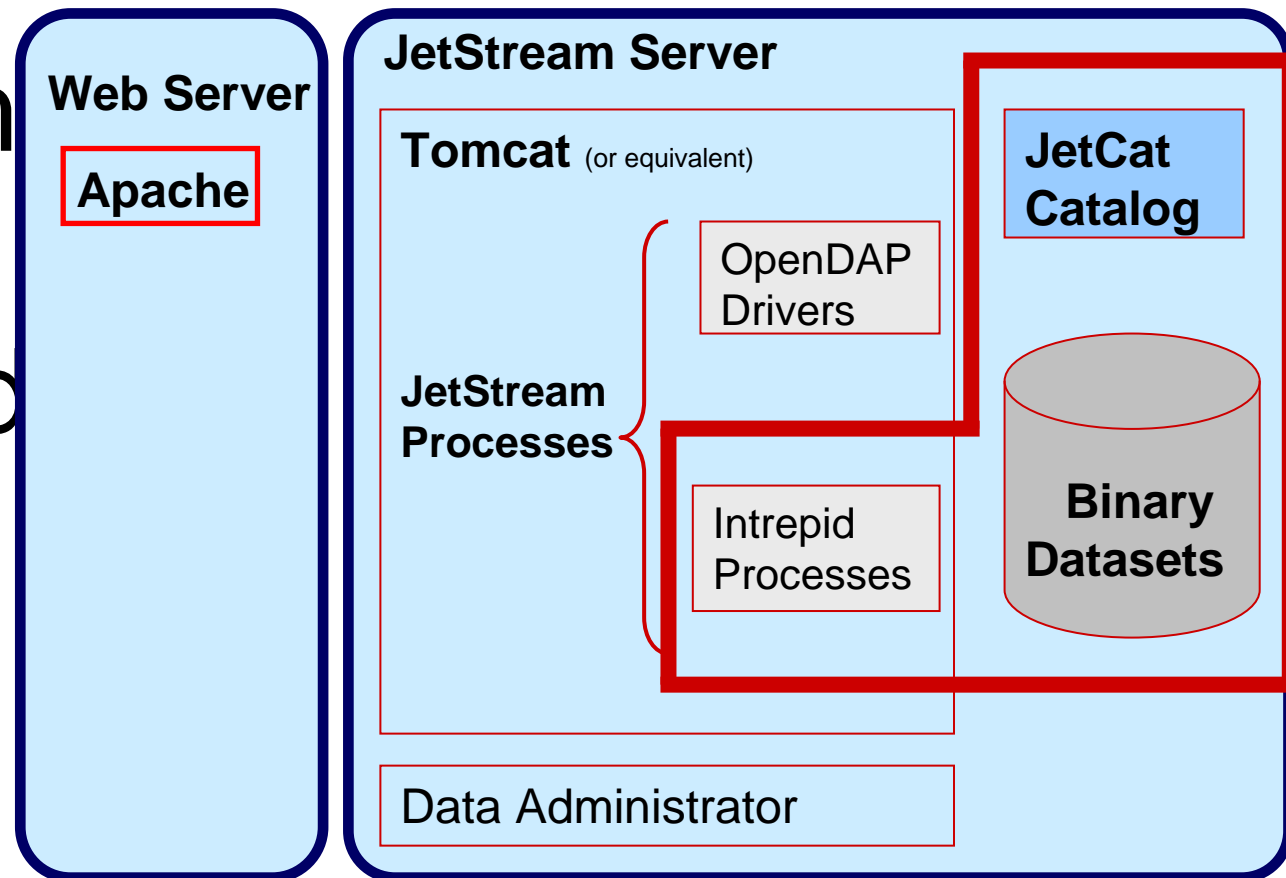 Web Server
Apache
JetStream Server
Tomcat (or equivalent)
OpenDAP
Drivers
JetStream
Processes
Intrepid
Processes
JetCat
Catalog
Binary
Datasets
Data Administrator